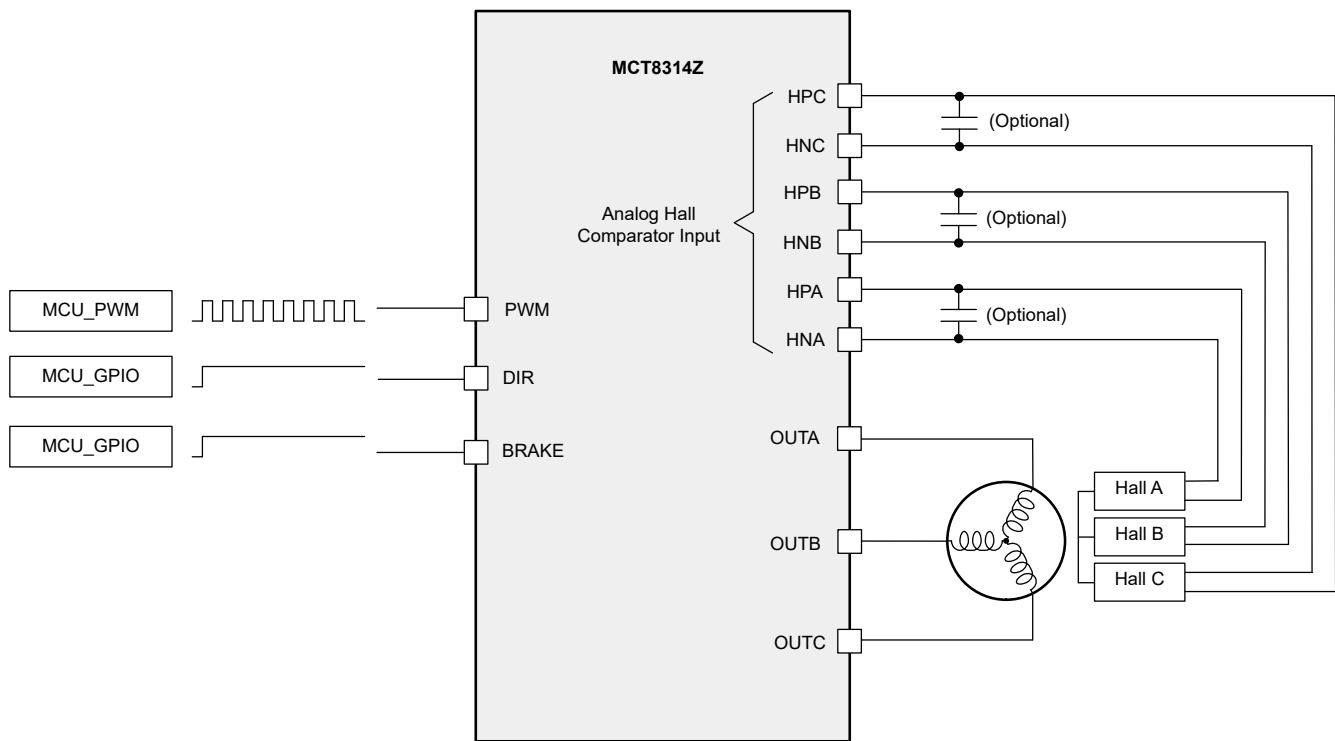 MCT8314Z
HPC
(Optional)
HNC
HPB
Analog Hall
Comparator Input
(Optional)
HNB
HPA
(Optional)
HNA
MCU_PWM
PWM
MCU_GPIO
DIR
MCU_GPIO
BRAKE
OUTA
OUTB
OUTC
Hall A
Hall B
Hall C